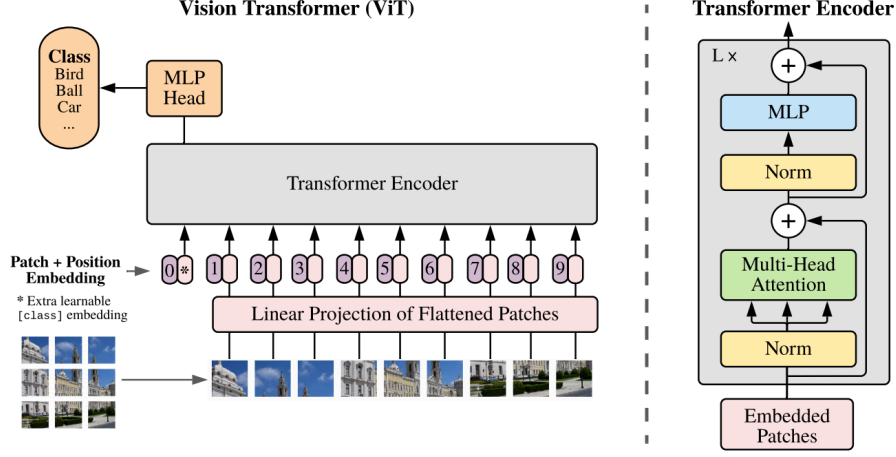 Vision Transformer (ViT)
Class
Bird
Ball
Car
...
MLP
Head
Transformer Encoder
Patch + Position
Embedding
0 * 1 2 3 4 5 6 7 8 9
* Extra learnable
[class] embedding
Linear Projection of Flattened Patches
Transformer Encoder
L ×
+
MLP
Norm
+
Multi-Head
Attention
Norm
Embedded
Patches